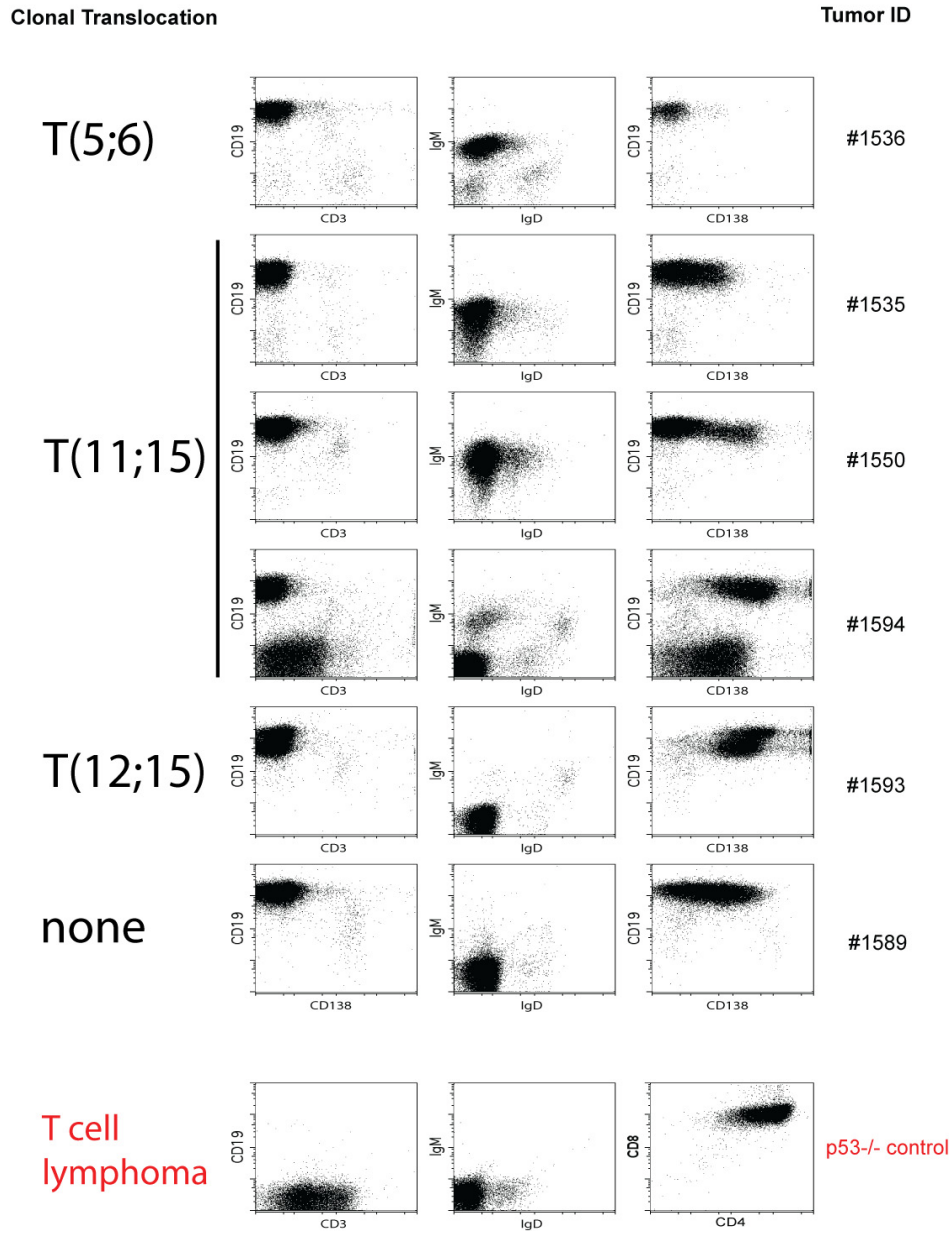 Clonal Translocation Tumor ID
T(5;6) CD19 CD3 IgM IgD CD19 CD138 #1536
CD19 CD3 IgM IgD CD19 CD138 #1535
T(11;15) CD19 CD3 IgM IgD CD19 CD138 #1550
CD19 CD3 IgM IgD CD19 CD138 #1594
T(12;15) CD19 CD3 IgM IgD CD19 CD138 #1593
none CD19 CD138 IgM IgD CD19 CD138 #1589
T cell
lymphoma CD19 CD3 IgM IgD CD8 CD4 p53-/- control